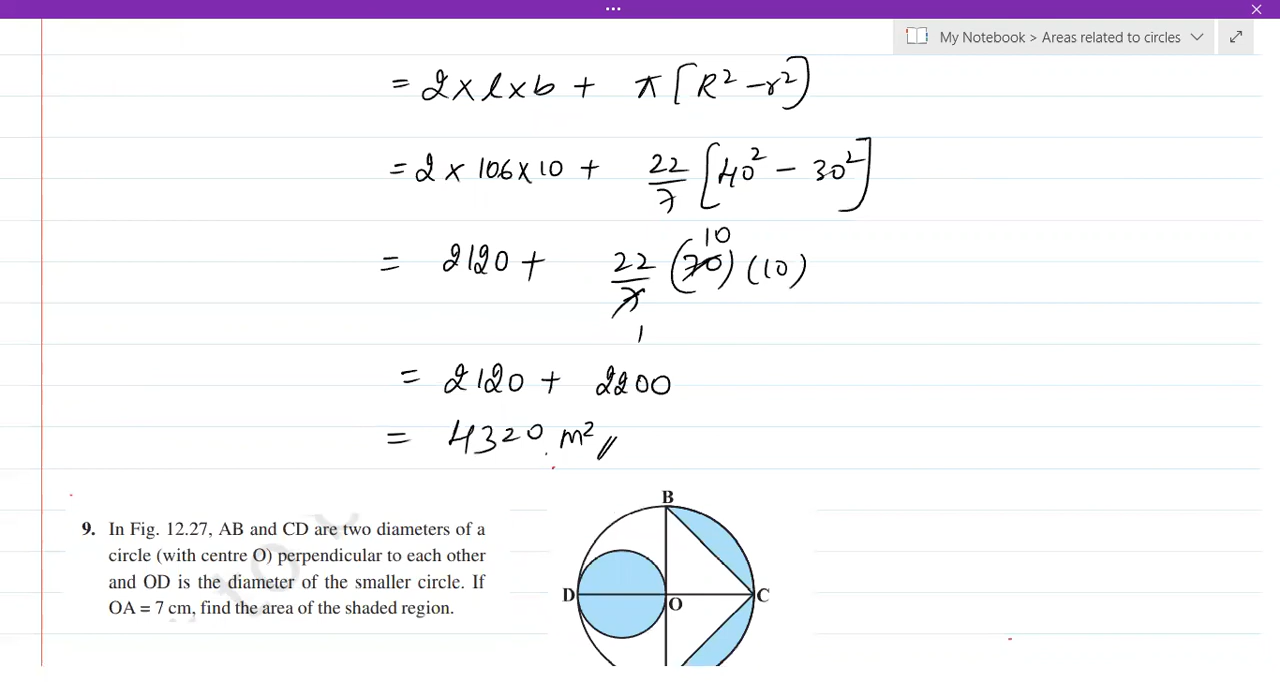 My Notebook > Areas related to circles
= 2 × l × b + π [R² - r²]
= 2 × 106 × 10 + 22/7 [40² - 30²]
10
= 2120 + 22/7 (70) (10)
1
= 2120 + 2200
= 4320 m²
B
9. In Fig. 12.27, AB and CD are two diameters of a
circle (with centre O) perpendicular to each other
and OD is the diameter of the smaller circle. If
OA = 7 cm, find the area of the shaded region.
D
O
C